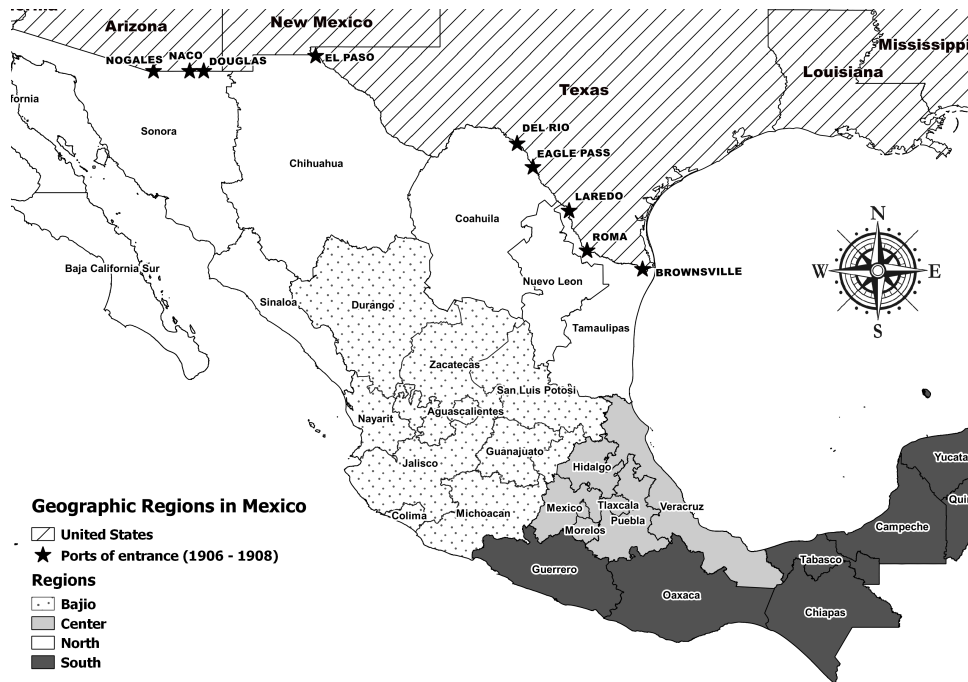 Arizona
New Mexico
Mississippi
NOGALES
NACO
DOUGLAS
EL PASO
Louisiana
Texas
fornia
Sonora
DEL RIO
Chihuahua
EAGLE PASS
LAREDO
Coahuila
ROMA
N
W
E
S
BROWNSVILLE
Baja California Sur
Sinaloa
Nuevo Leon
Durango
Tamaulipas
Zacatecas
San Luis Potosi
Nayarit
Aguascalientes
Guanajuato
Jalisco
Hidalgo
Yucata
Quin
Colima
Michoacan
Mexico
Tlaxcala
Puebla
Veracruz
Morelos
Campeche
Tabasco
Guerrero
Oaxaca
Chiapas
Geographic Regions in Mexico
United States
Ports of entrance (1906 - 1908)
Regions
Bajio
Center
North
South